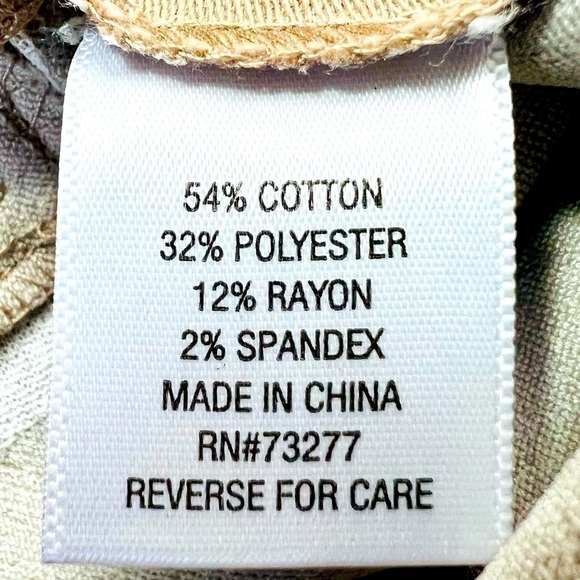 54% COTTON
32% POLYESTER
12% RAYON
2% SPANDEX
MADE IN CHINA
RN#73277
REVERSE FOR CARE